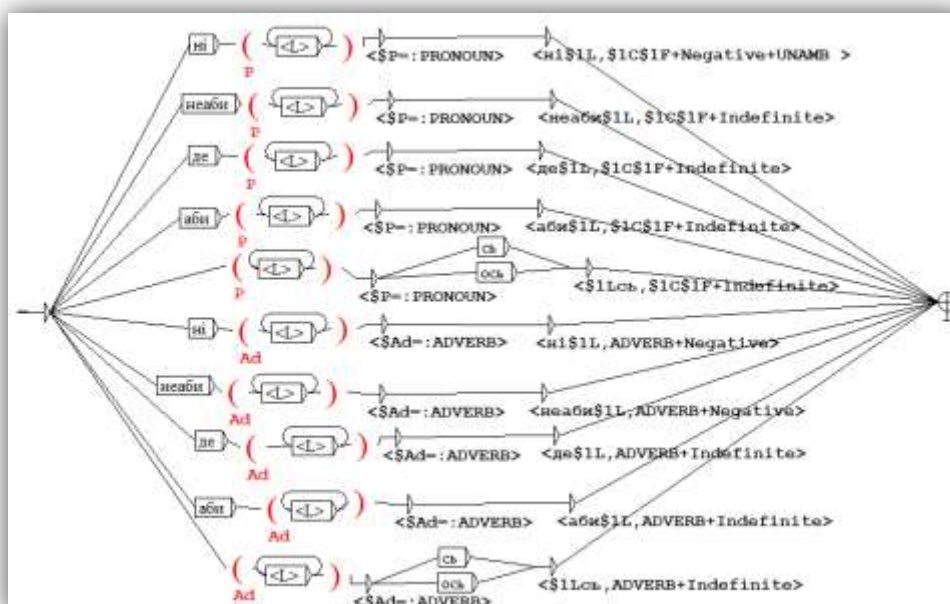 ні ( <L> ) <$P=:PRONOUN> <ні$1L,$1C$1F+Negative+UNAMB >
P
неаби ( <L> ) <$P=:PRONOUN> <неаби$1L,$1C$1F+Indefinite>
P
де ( <L> ) <$P=:PRONOUN> <де$1L,$1C$1F+Indefinite>
P
аби ( <L> ) <$P=:PRONOUN> <аби$1L,$1C$1F+Indefinite>
P
сь
( <L> ) ось
P <$P=:PRONOUN> <$1Lсь,$1C$1F+Indefinite>
ні ( <L> ) <$Ad=:ADVERB> <ні$1L,ADVERB+Negative>
Ad
неаби ( <L> ) <$Ad=:ADVERB> <неаби$1L,ADVERB+Negative>
Ad
де ( <L> ) <$Ad=:ADVERB> <де$1L,ADVERB+Indefinite>
Ad
аби ( <L> ) <$Ad=:ADVERB> <аби$1L,ADVERB+Indefinite>
Ad
сь
( <L> ) ось <$1Lсь,ADVERB+Indefinite>
Ad <$Ad=:ADVERB>